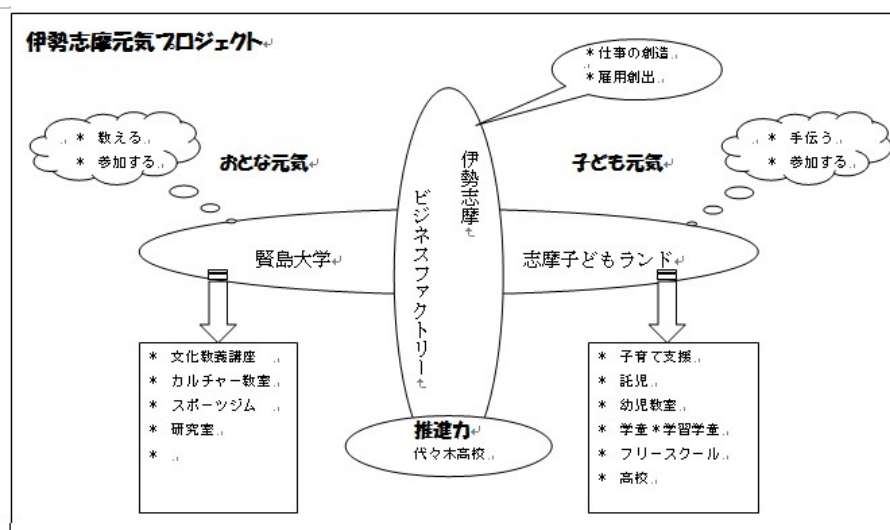 伊勢志摩元気プロジェクト
* 仕事の創造
* 雇用創出
* 教える
* 参加する
おとな元気
子ども元気
* 手伝う
* 参加する
伊勢志摩
ビジネスファクトリー
賢島大学
志摩子どもランド
* 文化教義講座
* カルチャー教室
* スポーツジム
* 研究室
*
* 子育て支援
* 託児
* 幼児教室
* 学童*学習学童
* フリースクール
* 高校
推進力
代々木高校